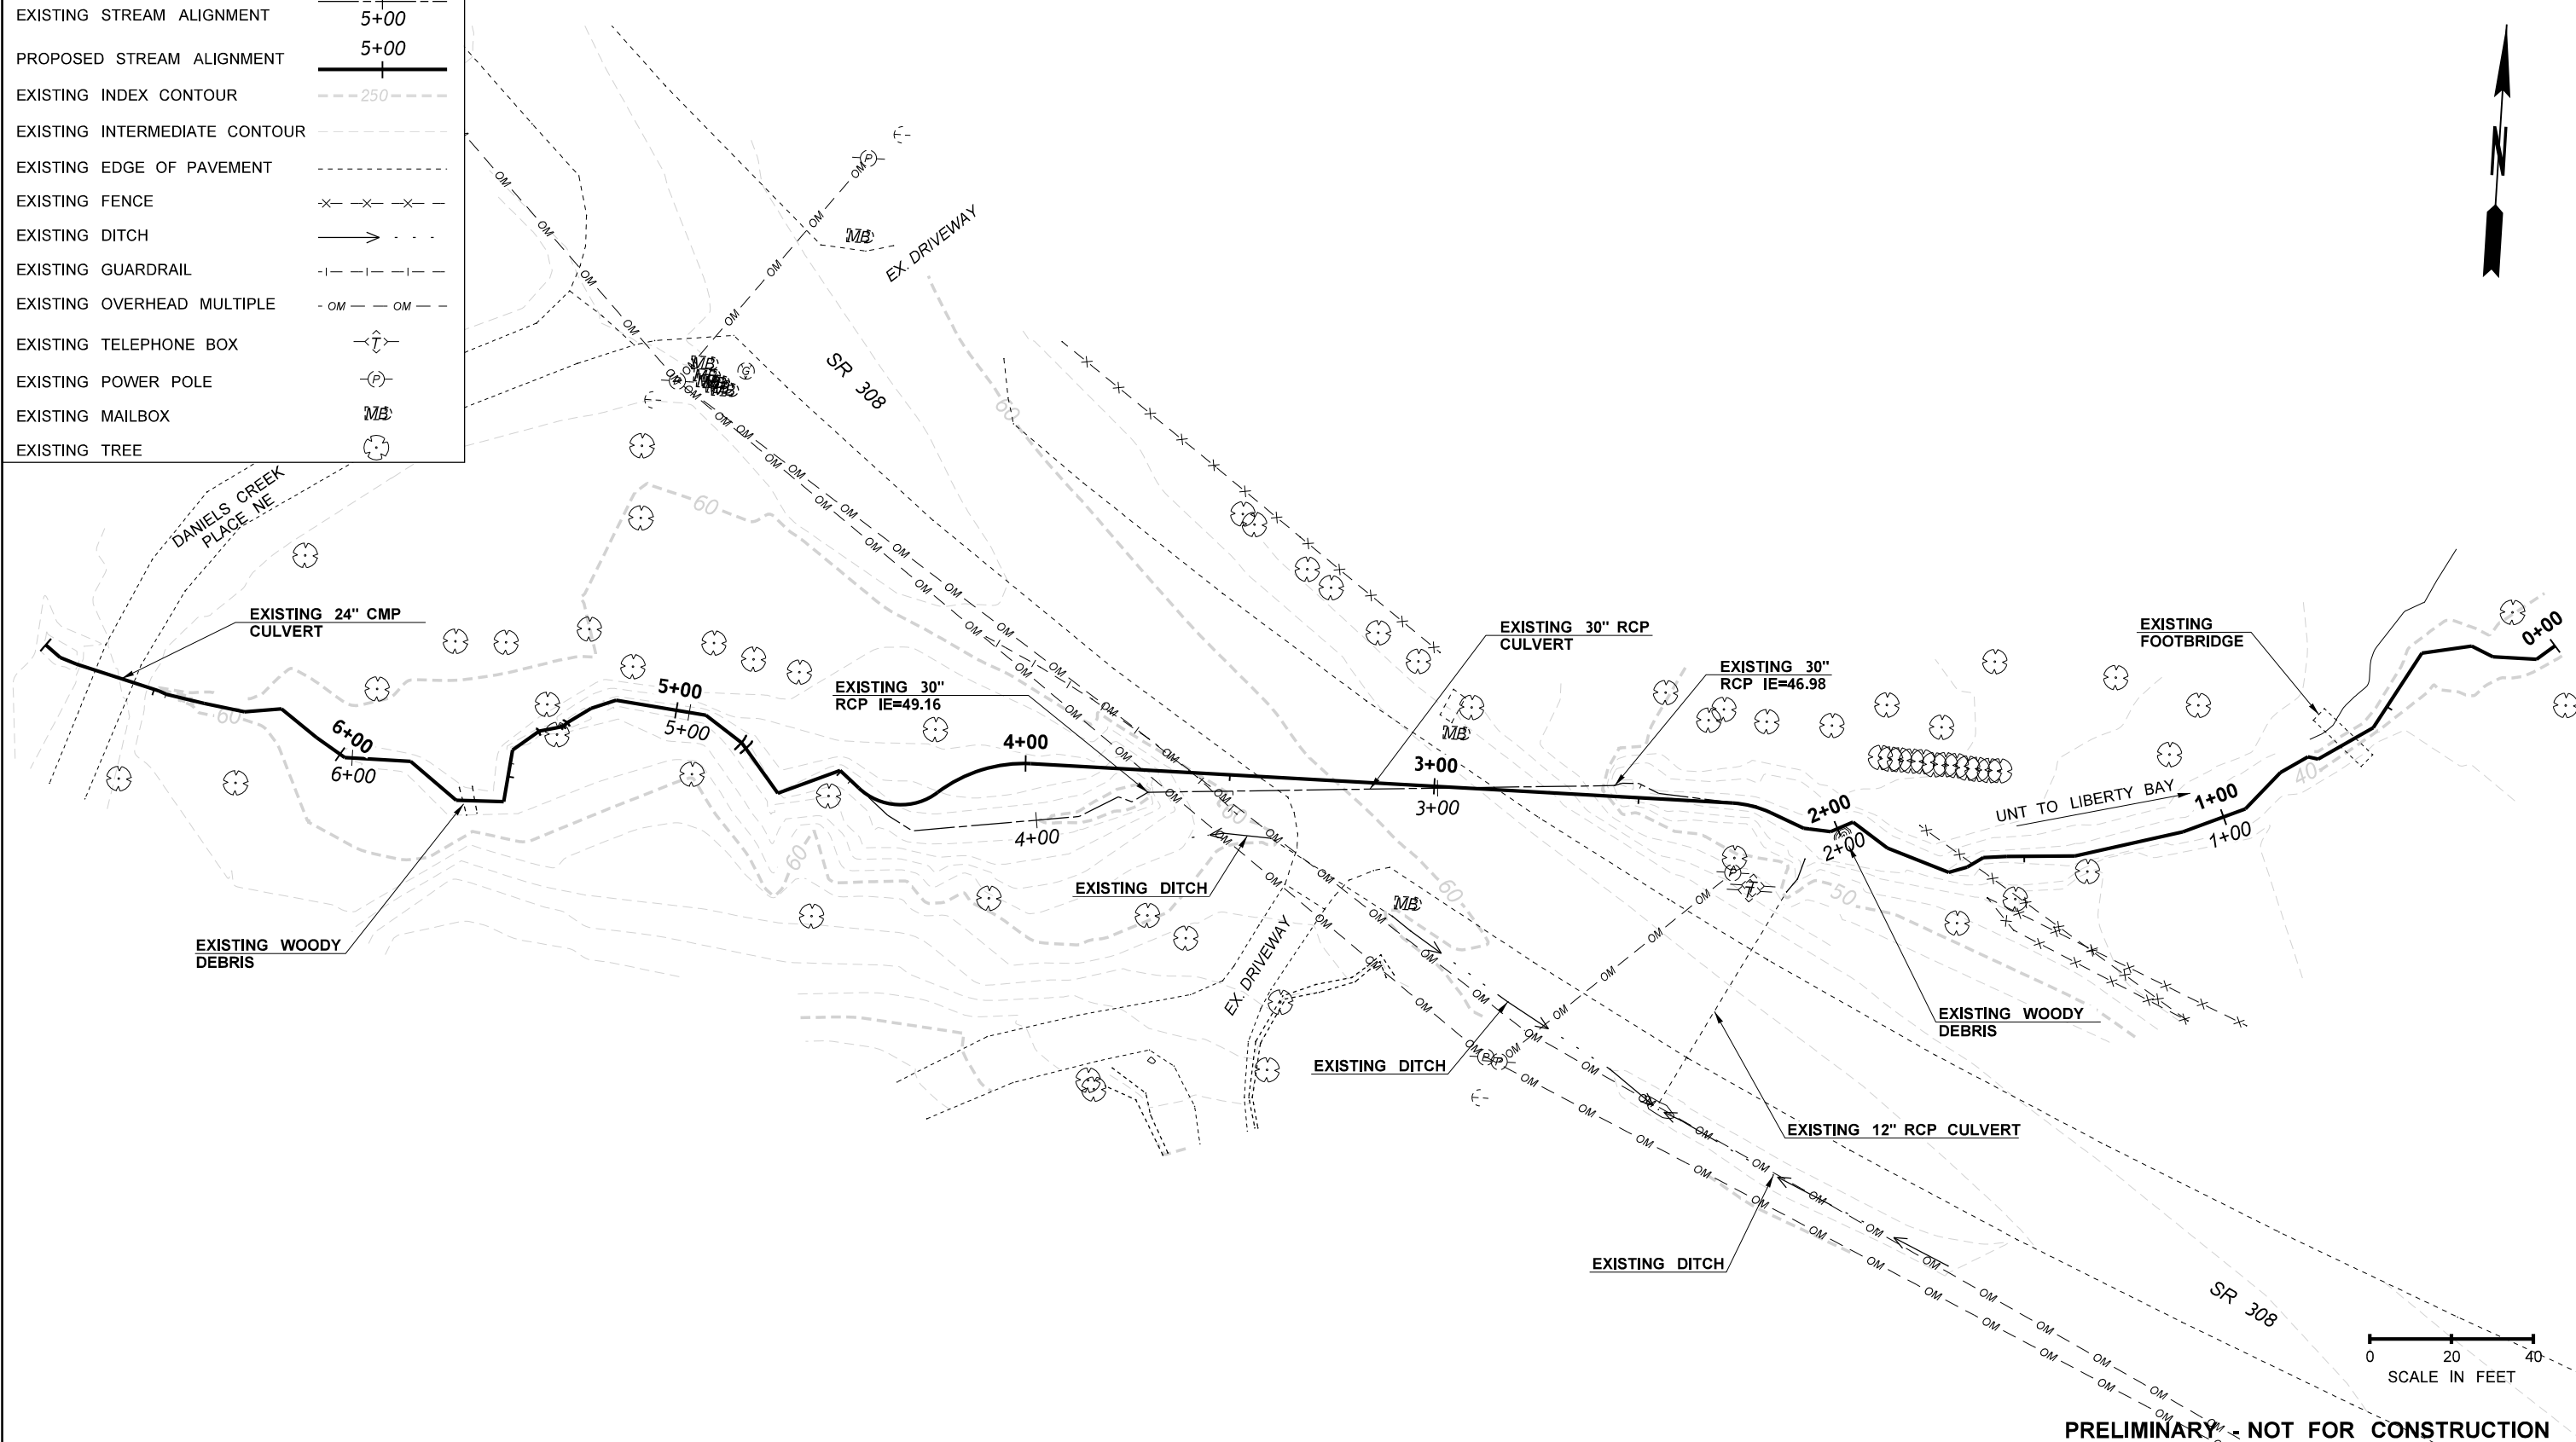 EXISTING STREAM ALIGNMENT
5+00
PROPOSED STREAM ALIGNMENT
5+00
EXISTING INDEX CONTOUR
250
EXISTING INTERMEDIATE CONTOUR
EXISTING EDGE OF PAVEMENT
EXISTING FENCE
EXISTING DITCH
EXISTING GUARDRAIL
EXISTING OVERHEAD MULTIPLE
OM OM
EXISTING TELEPHONE BOX
T
EXISTING POWER POLE
P
EXISTING MAILBOX
MB
EXISTING TREE
N
EX. DRIVEWAY
SR 308
DANIELS CREEK
PLACE NE
60
60
EXISTING 24" CMP
CULVERT
EXISTING 30"
RCP IE=49.16
EXISTING 30" RCP
CULVERT
EXISTING 30"
RCP IE=46.98
EXISTING
FOOTBRIDGE
0+00
60
6+00
6+00
5+00
5+00
4+00
4+00
3+00
3+00
2+00
2+00
UNT TO LIBERTY BAY
1+00
1+00
40
60
60
60
50
EXISTING DITCH
EXISTING WOODY
DEBRIS
EX. DRIVEWAY
EXISTING DITCH
EXISTING WOODY
DEBRIS
EXISTING 12" RCP CULVERT
EXISTING DITCH
SR 308
0 20 40
SCALE IN FEET
PRELIMINARY - NOT FOR CONSTRUCTION